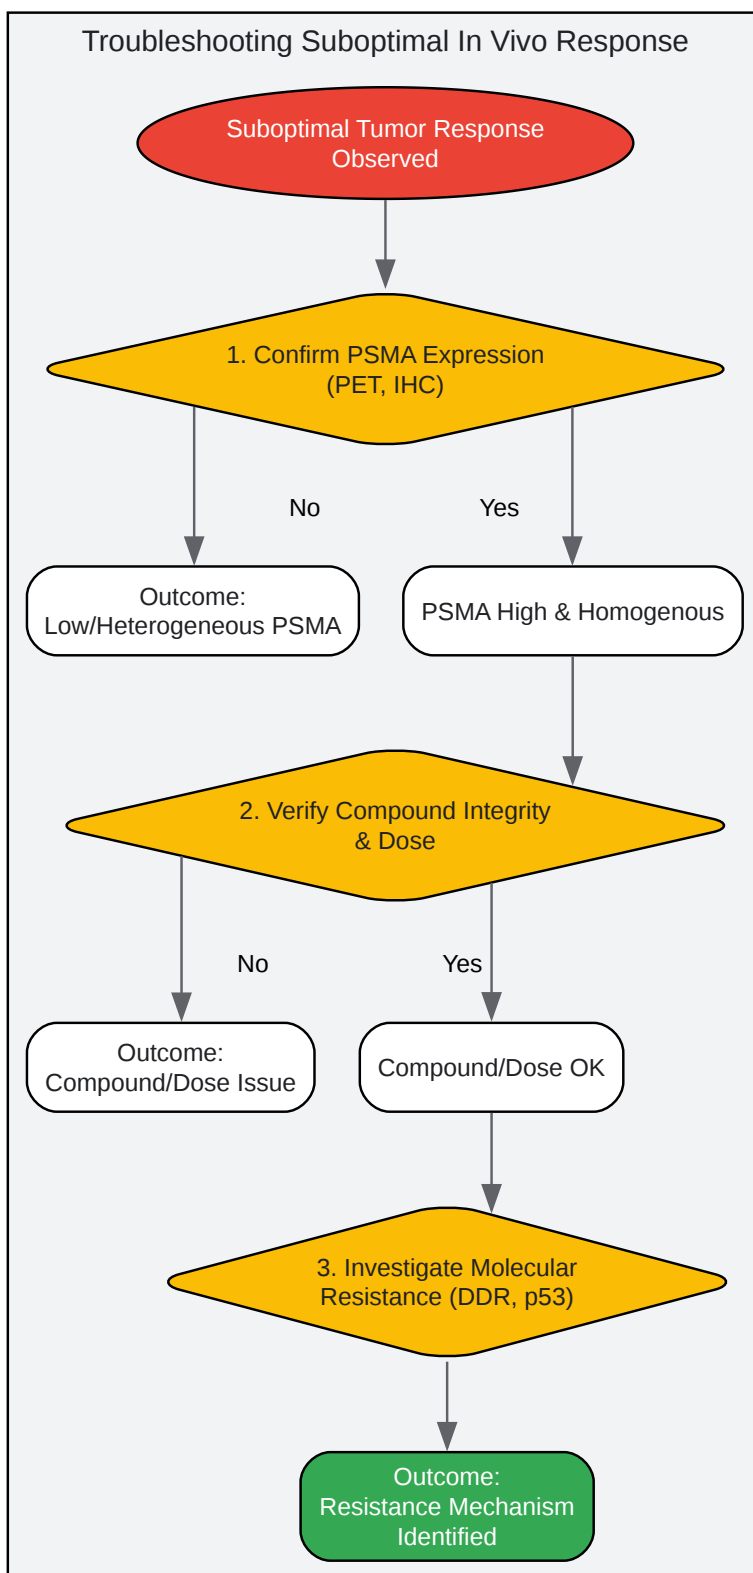 Troubleshooting Suboptimal In Vivo Response
Suboptimal Tumor Response
Observed
1. Confirm PSMA Expression
(PET, IHC)
No
Yes
Outcome:
Low/Heterogeneous PSMA
PSMA High & Homogenous
2. Verify Compound Integrity
& Dose
No
Yes
Outcome:
Compound/Dose Issue
Compound/Dose OK
3. Investigate Molecular
Resistance (DDR, p53)
Outcome:
Resistance Mechanism
Identified